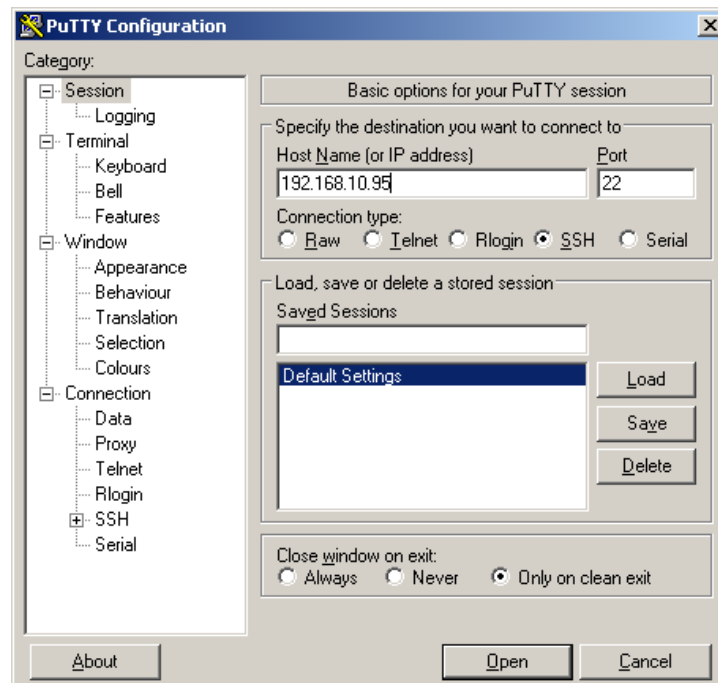 PuTTY Configuration
Category:
Session
Logging
Terminal
Keyboard
Bell
Features
Window
Appearance
Behaviour
Translation
Selection
Colours
Connection
Data
Proxy
Telnet
Rlogin
SSH
Serial
Basic options for your PuTTY session
Specify the destination you want to connect to
Host Name (or IP address) Port
192.168.10.95 22
Connection type:
Raw Telnet Rlogin SSH Serial
Load, save or delete a stored session
Saved Sessions
Default Settings
Load
Save
Delete
Close window on exit:
Always Never Only on clean exit
About Open Cancel